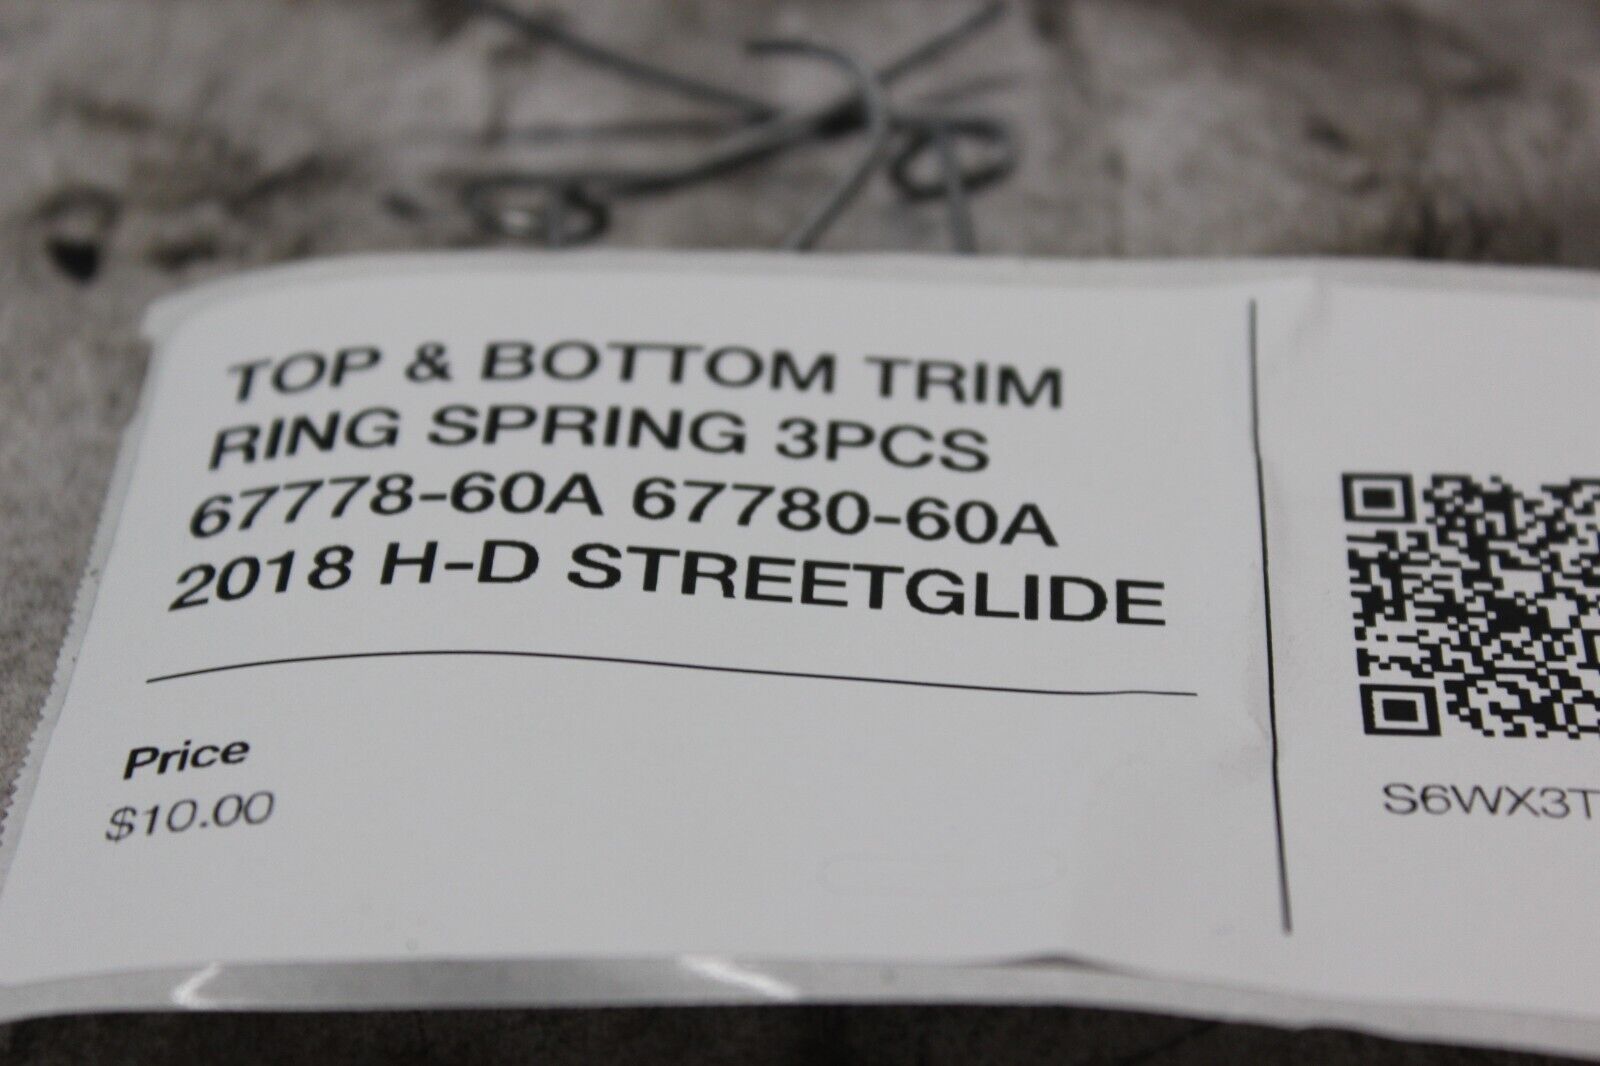 TOP & BOTTOM TRIM
RING SPRING 3PCS
67778-60A 67780-60A
2018 H-D STREETGLIDE
Price
$10.00
S6WX3T